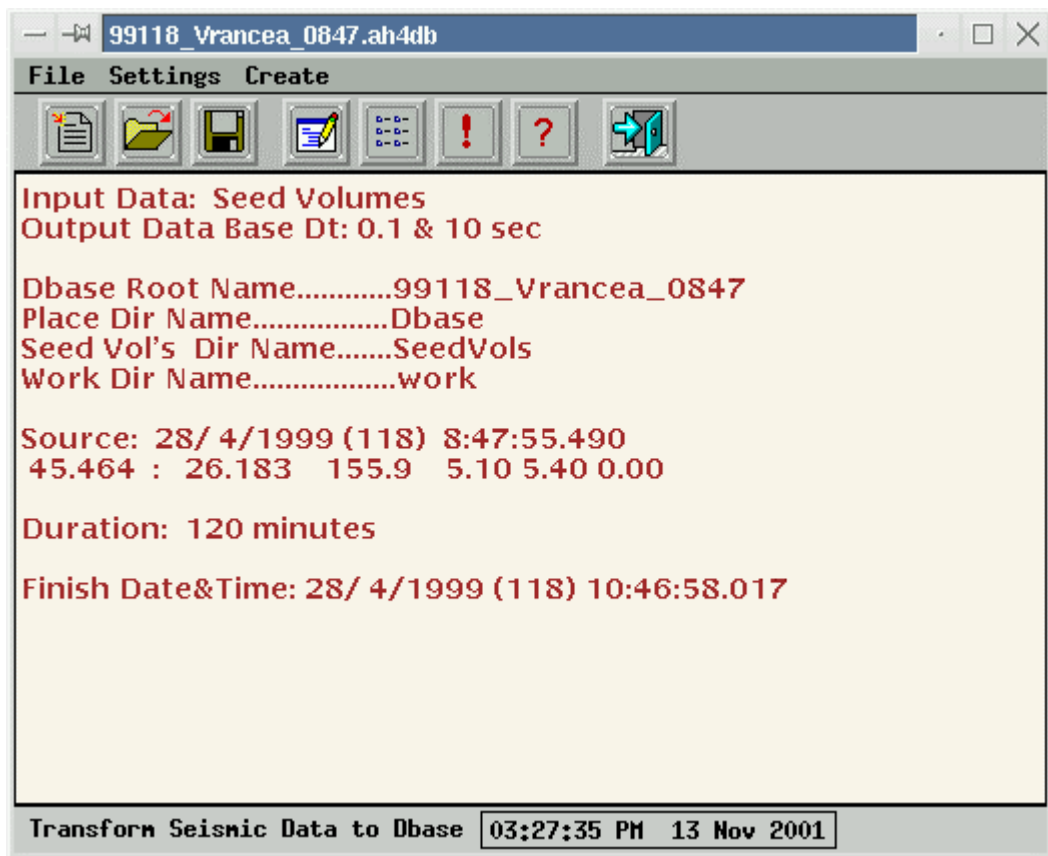 99118_Vrancea_0847.ah4db
File Settings Create
Input Data: Seed Volumes
Output Data Base Dt: 0.1 & 10 sec
Dbase Root Name............99118_Vrancea_0847
Place Dir Name.................Dbase
Seed Vol's Dir Name.......SeedVols
Work Dir Name..................work
Source: 28/ 4/1999 (118) 8:47:55.490
45.464 : 26.183 155.9 5.10 5.40 0.00
Duration: 120 minutes
Finish Date&Time: 28/ 4/1999 (118) 10:46:58.017
Transform Seismic Data to Dbase 03:27:35 PM 13 Nov 2001